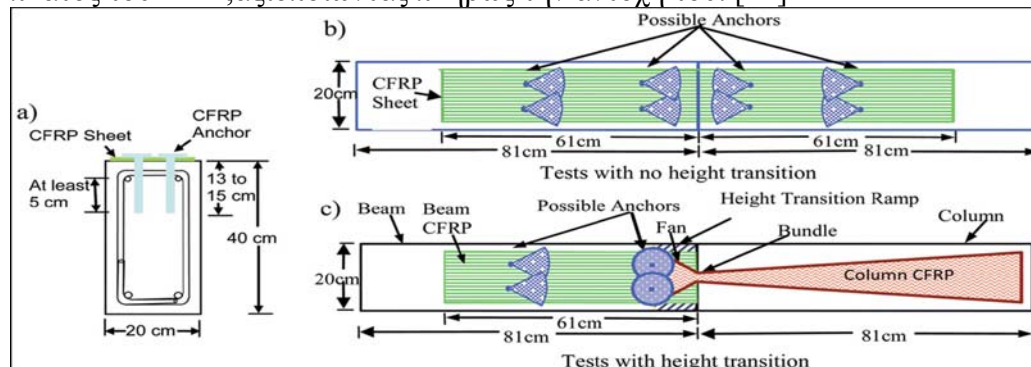 a)
CFRP Sheet
CFRP
Anchor
At least
5 cm
13 to
15 cm
40 cm
20 cm
b)
Possible Anchors
20cm
CFRP
Sheet
61cm
61cm
81cm
81cm
Tests with no height transition
c)
Beam
Beam
CFRP
Possible Anchors
Fan
Height Transition Ramp
Bundle
Column
20cm
Column CFRP
61cm
81cm
81cm
Tests with height transition